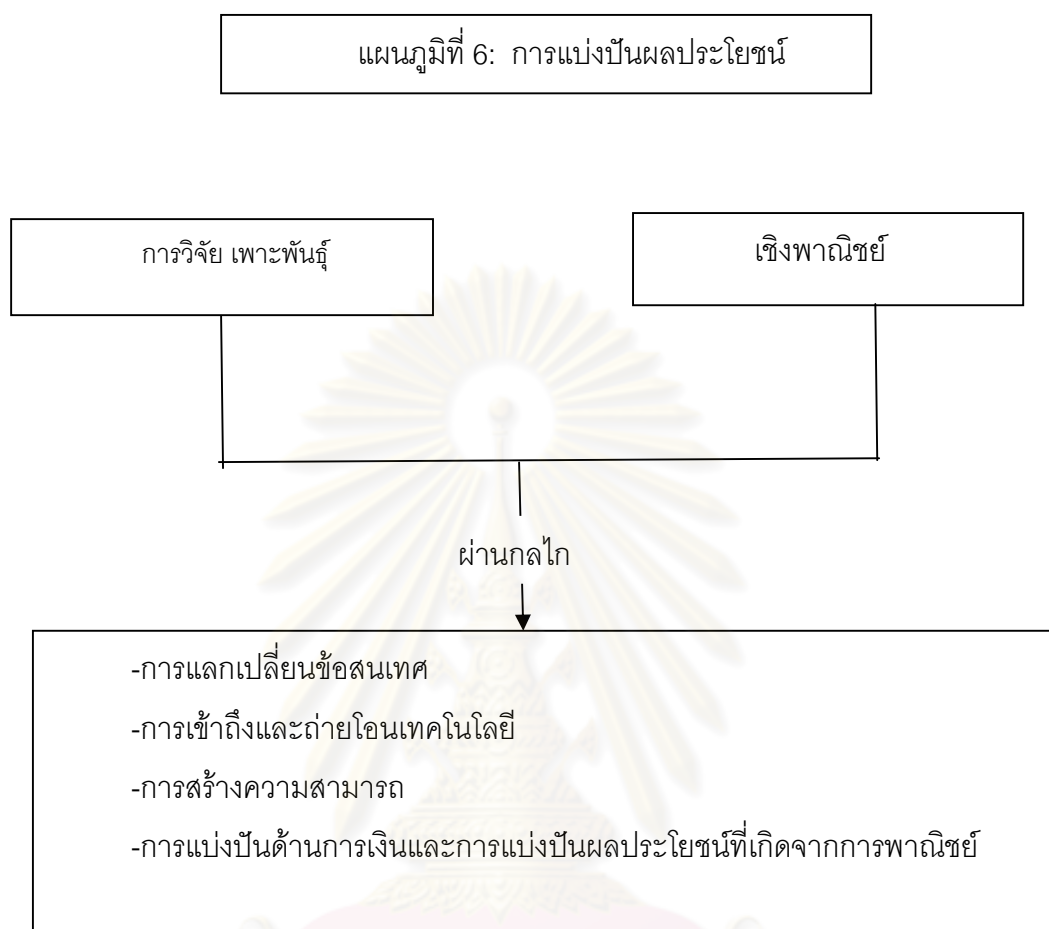 แผนภูมิที่ 6: การแบ่งปันผลประโยชน์
การวิจัย เพาะพันธุ์
เชิงพาณิชย์
ผ่านกลไก
-การแลกเปลี่ยนข้อสนเทศ
-การเข้าถึงและถ่ายโอนเทคโนโลยี
-การสร้างความสามารถ
-การแบ่งปันด้านการเงินและการแบ่งปันผลประโยชน์ที่เกิดจากการพาณิชย์